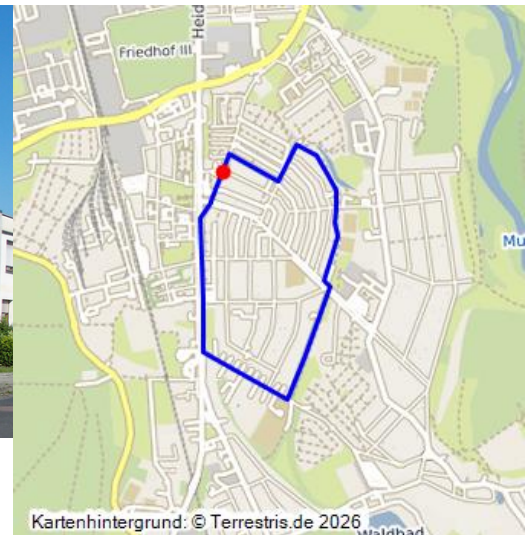 Heid
Friedhof III
Mu
Waldbad
Kartenhintergrund: © Terrestris.de 2026